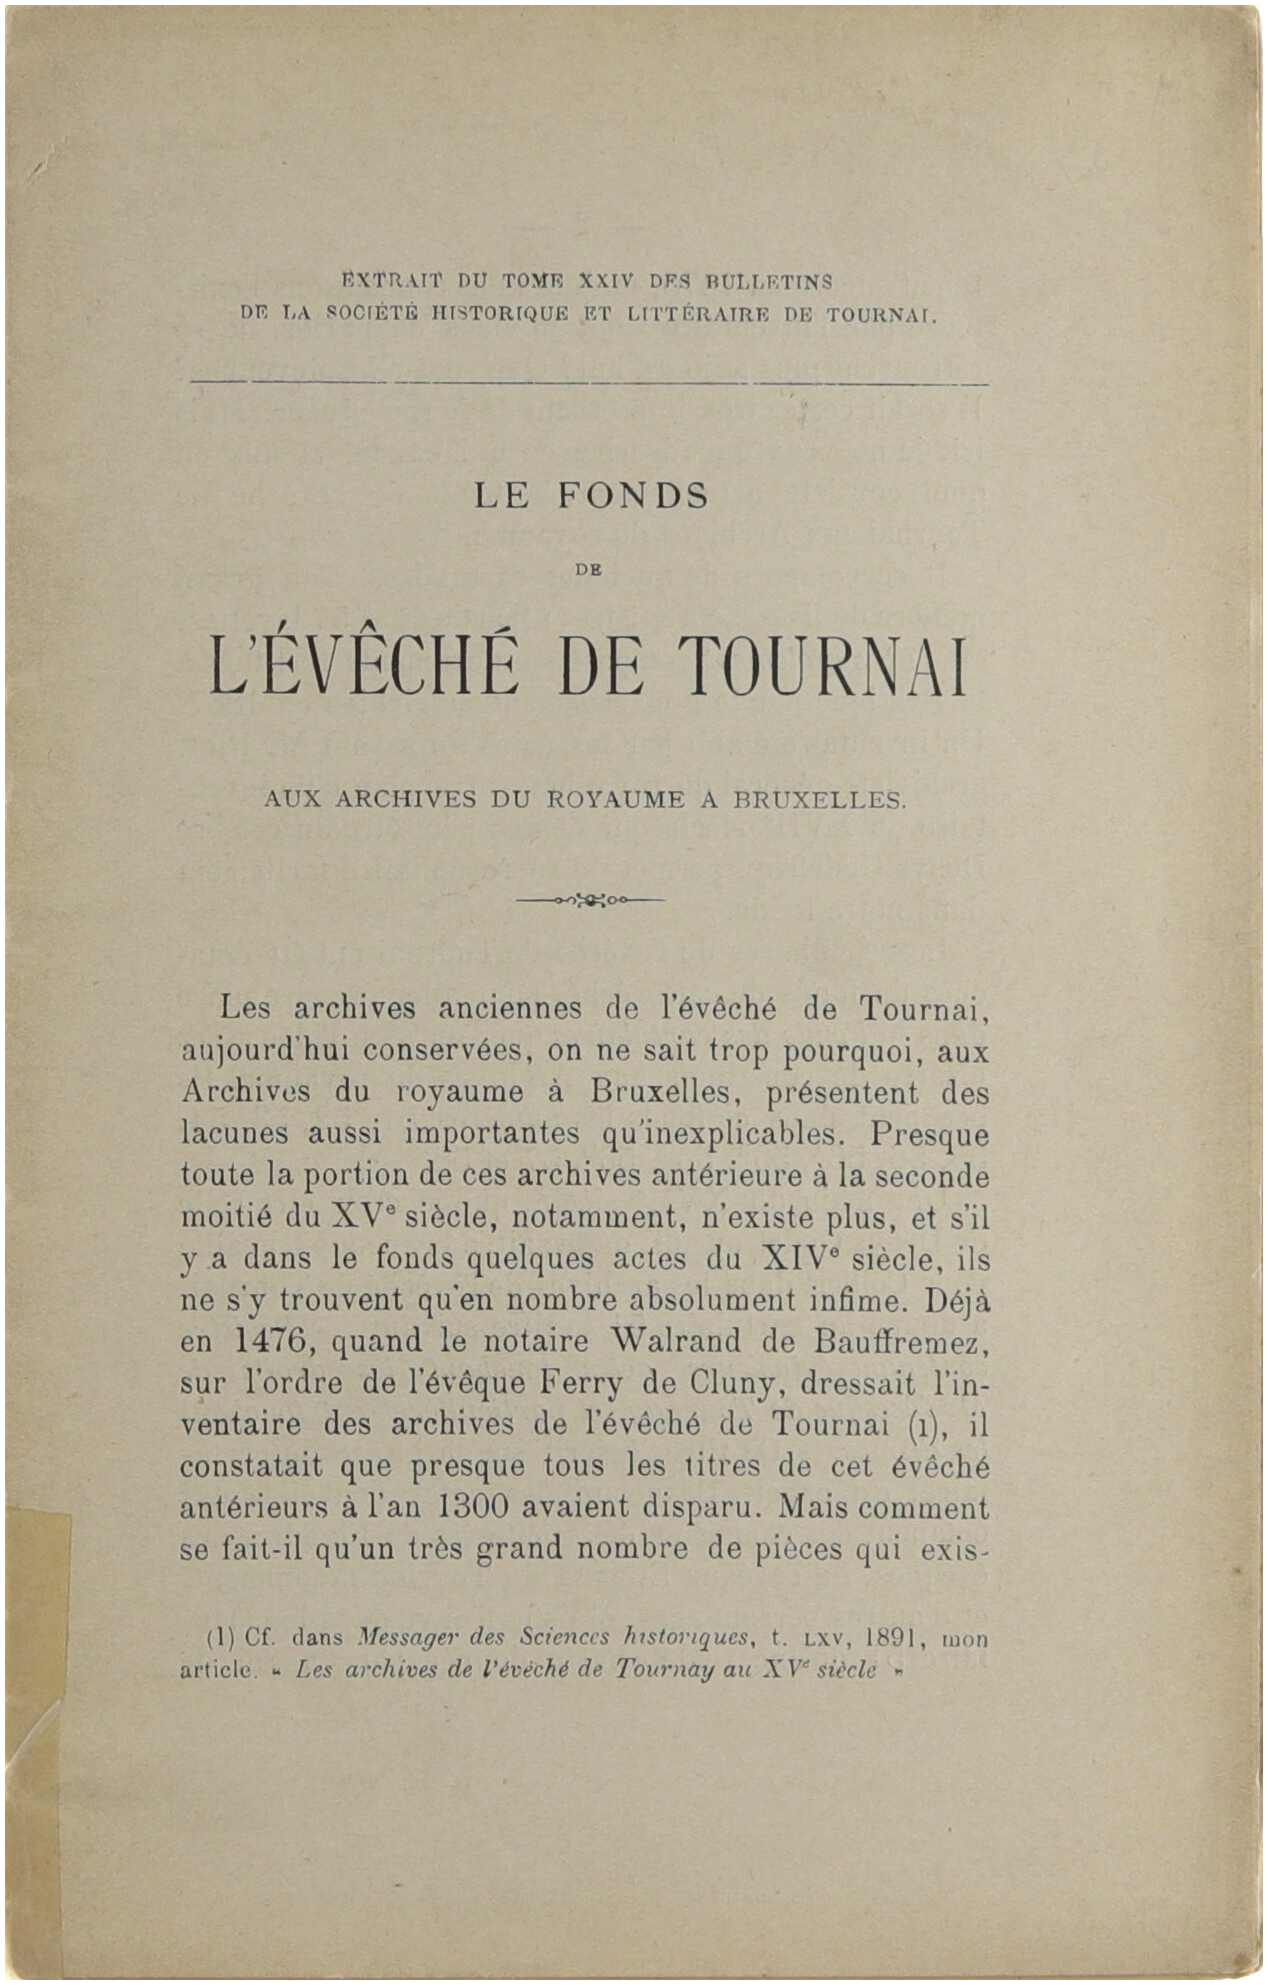 EXTRAIT DU TOME XXIV DES BULLETINS
DE LA SOCIÉTÉ HISTORIQUE ET LITTÉRAIRE DE TOURNAI.
LE FONDS
DE
L'ÉVÊCHÉ DE TOURNAI
AUX ARCHIVES DU ROYAUME A BRUXELLES.
Les archives anciennes de l'évêché de Tournai,
aujourd'hui conservées, on ne sait trop pourquoi, aux
Archives du royaume à Bruxelles, présentent des
lacunes aussi importantes qu'inexplicables. Presque
toute la portion de ces archives antérieure à la seconde
moitié du XVe siècle, notamment, n'existe plus, et s'il
y a dans le fonds quelques actes du XIVe siècle, ils
ne s'y trouvent qu'en nombre absolument infime. Déjà
en 1476, quand le notaire Walrand de Bauffremez,
sur l'ordre de l'évêque Ferry de Cluny, dressait l'in-
ventaire des archives de l'évêché de Tournai (1), il
constatait que presque tous les titres de cet évêché
antérieurs à l'an 1300 avaient disparu. Mais comment
se fait-il qu'un très grand nombre de pièces qui exis-
(1) Cf. dans Messager des Sciences historiques, t. LXV, 1891, mon
article. « Les archives de l'évêché de Tournay au XVe siècle »